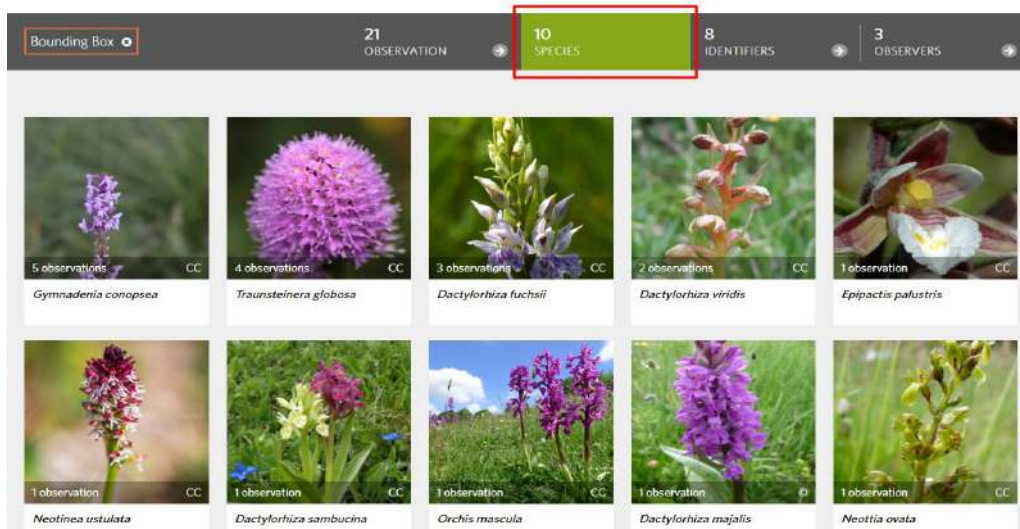 Bounding Box
21
OBSERVATION
10
SPECIES
8
IDENTIFIERS
3
OBSERVERS
5 observations CC
4 observations CC
3 observations CC
2 observations CC
1 observation CC
Gymnadenia conopsea
Traunsteinera globosa
Dactylorhiza fuchsii
Dactylorhiza viridis
Epipactis palustris
1 observation CC
1 observation CC
1 observation CC
1 observation ©
1 observation CC
Neotinea ustulata
Dactylorhiza sambucina
Orchis mascula
Dactylorhiza majalis
Neottia ovata